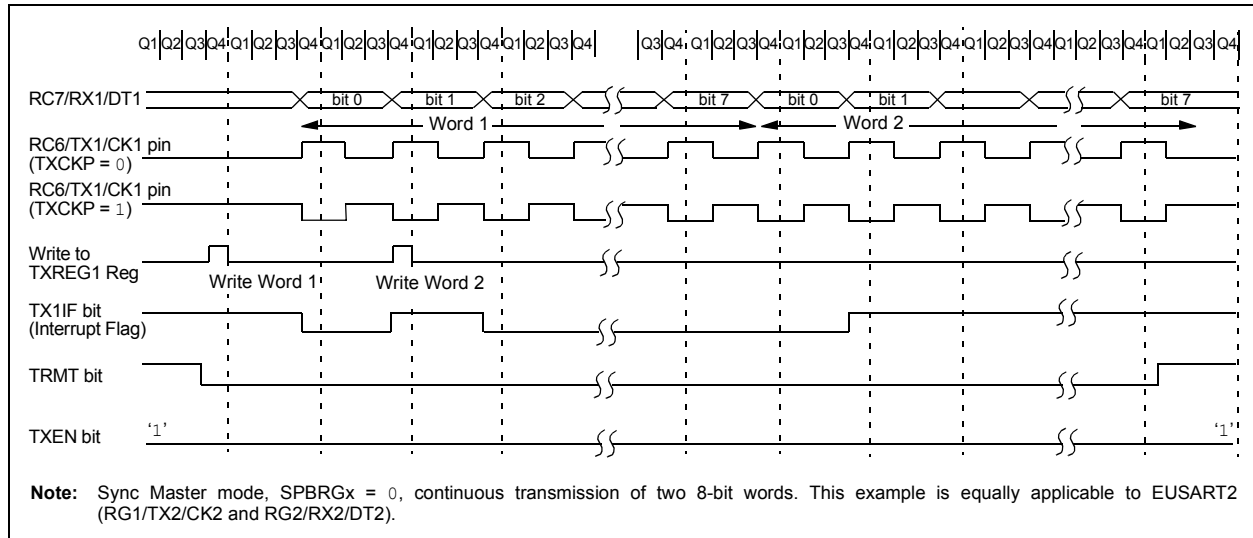 Q1 Q2 Q3 Q4 Q1 Q2 Q3 Q4 Q1 Q2 Q3 Q4 Q1 Q2 Q3 Q4 Q1 Q2 Q3 Q4 Q3 Q4 Q1 Q2 Q3 Q4 Q1 Q2 Q3 Q4 Q1 Q2 Q3 Q4 Q1 Q2 Q3 Q4 Q1 Q2 Q3 Q4 Q1 Q2 Q3 Q4
RC7/RX1/DT1 bit 0 bit 1 bit 2 bit 7 bit 0 bit 1 bit 7
Word 1 Word 2
RC6/TX1/CK1 pin
(TXCKP = 0)
RC6/TX1/CK1 pin
(TXCKP = 1)
Write to
TXREG1 Reg
Write Word 1 Write Word 2
TX1IF bit
(Interrupt Flag)
TRMT bit
TXEN bit ‘1’ ‘1’
Note: Sync Master mode, SPBRGx = 0, continuous transmission of two 8-bit words. This example is equally applicable to EUSART2
(RG1/TX2/CK2 and RG2/RX2/DT2).